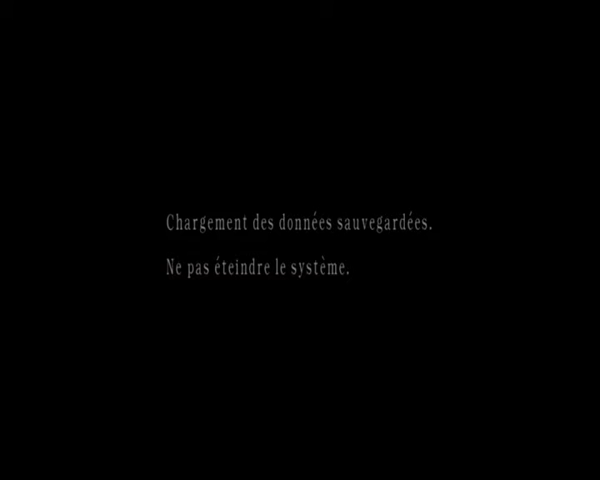 Chargement des données sauvegardées.
Ne pas éteindre le système.